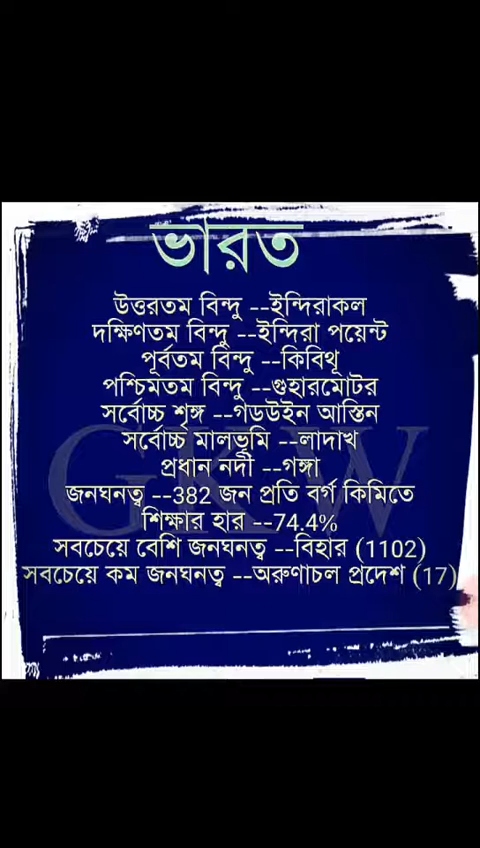 ভারত
উত্তরতম বিন্দু --ইন্দিরাকল
দক্ষিণতম বিন্দু --ইন্দিরা পয়েন্ট
পূর্বতম বিন্দু --কিবিথূ
পশ্চিমতম বিন্দু --গুহারমোটর
সর্বোচ্চ শৃঙ্গ --গডউইন আস্তিন
সর্বোচ্চ মালভূমি --লাদাখ
প্রধান নদী --গঙ্গা
জনঘনত্ব --382 জন প্রতি বর্গ কিমিতে
শিক্ষার হার --74.4%
সবচেয়ে বেশি জনঘনত্ব --বিহার (1102)
সবচেয়ে কম জনঘনত্ব --অরুণাচল প্রদেশ (17)
GKW